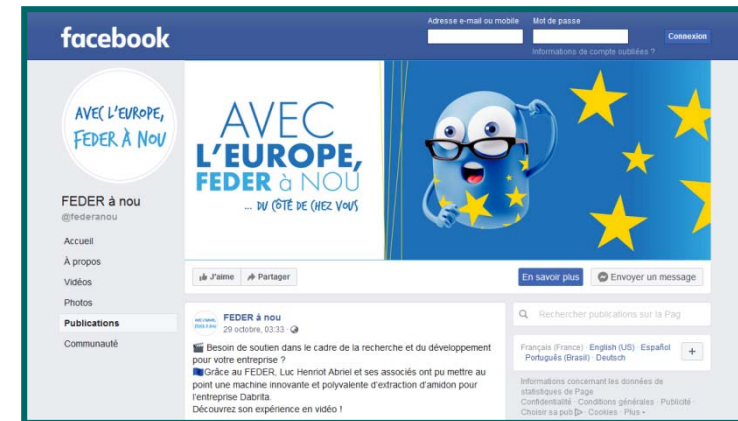 facebook
Adresse e-mail ou mobile
Mot de passe
Connexion
Informations de compte oubliées ?
AVEC L'EUROPE,
FEDER À NOU
FEDER à nou
@federanou
Accueil
À propos
Vidéos
Photos
Publications
Communauté
AVEC
L'EUROPE,
FEDER à NOU
... DU CÔTÉ DE CHEZ VOUS
J'aime
Partager
En savoir plus
Envoyer un message
FEDER à nou
29 octobre, 03:33 ·
Besoin de soutien dans le cadre de la recherche et du développement
pour votre entreprise ?
Grâce au FEDER, Luc Henriot Abriel et ses associés ont pu mettre au
point une machine innovante et polyvalente d'extraction d'amidon pour
l'entreprise Dabrita.
Découvrez son expérience en vidéo !
Rechercher publications sur la Pag
Français (France) · English (US) · Español
· Português (Brasil) · Deutsch
+
Informations concernant les données de
statistiques de Page
Confidentialité · Conditions générales · Publicité ·
Choisir sa pub · Cookies · Plus